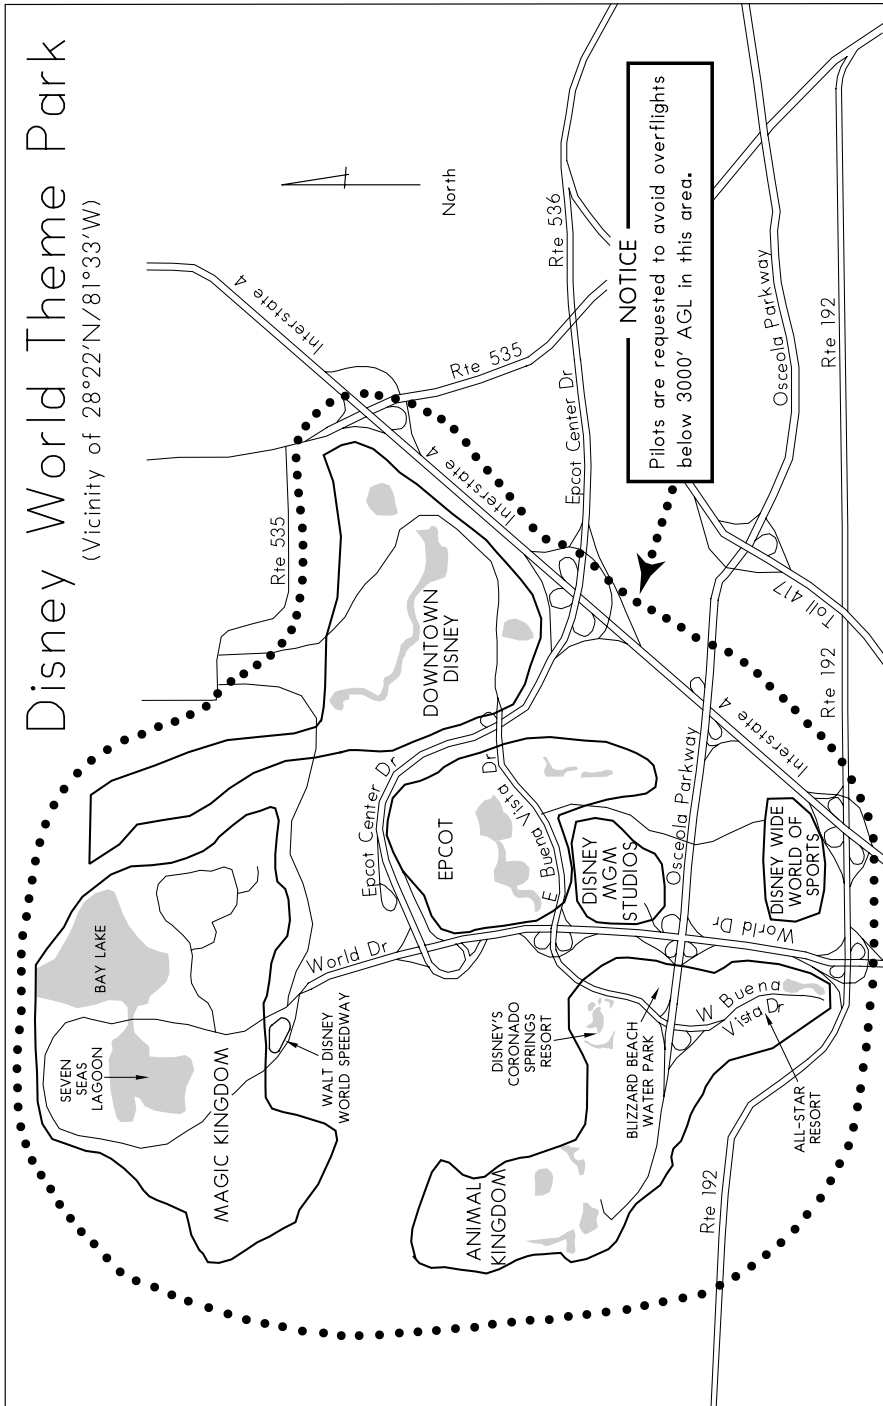 Disney World Theme Park
(Vicinity of 28°22'N/81°33'W)
North
Interstate 4
Rte 535
Rte 535
Rte 536
Epcot Center Dr
Interstate 4
NOTICE
Pilots are requested to avoid overflights
below 3000' AGL in this area.
Osceola Parkway
Rte 192
Toll 417
Rte 192
DOWNTOWN
DISNEY
Epcot Center Dr
E Buena Vista Dr
EPCOT
Osceola Parkway
Interstate 4
DISNEY
MGM
STUDIOS
DISNEY WIDE
WORLD OF
SPORTS
World Dr
World Dr
BAY LAKE
SEVEN
SEAS
LAGOON
MAGIC KINGDOM
WALT DISNEY
WORLD SPEEDWAY
DISNEY'S
CORONADO
SPRINGS
RESORT
BLIZZARD BEACH
WATER PARK
W Buena
Vista Dr
ALL-STAR
RESORT
ANIMAL
KINGDOM
Rte 192